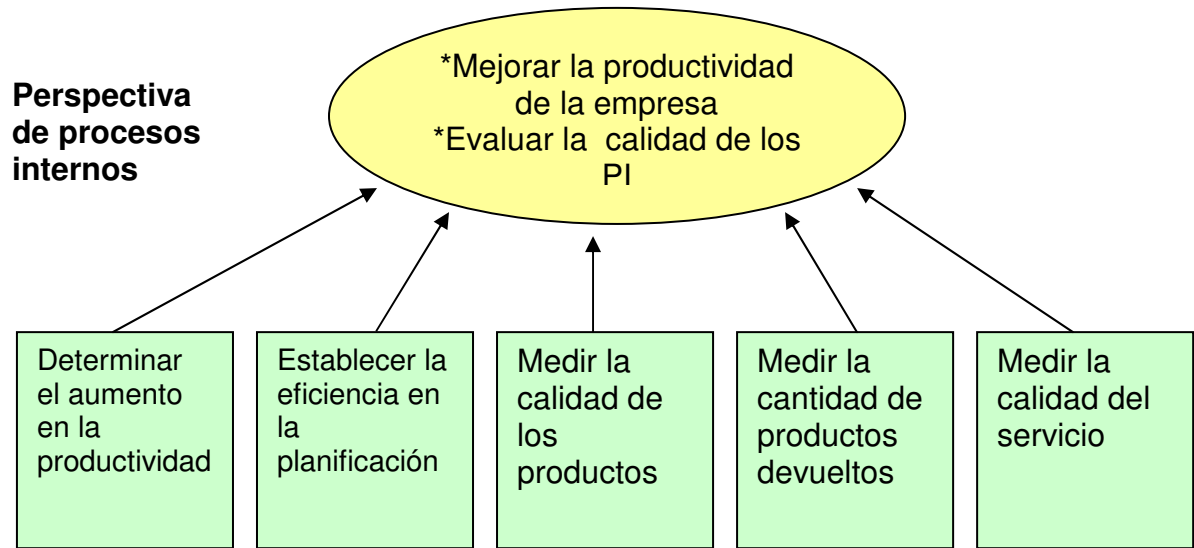 Perspectiva
de procesos
internos
*Mejorar la productividad
de la empresa
*Evaluar la calidad de los
PI
Determinar
el aumento
en la
productividad
Establecer la
eficiencia en
la
planificación
Medir la
calidad de
los
productos
Medir la
cantidad de
productos
devueltos
Medir la
calidad del
servicio